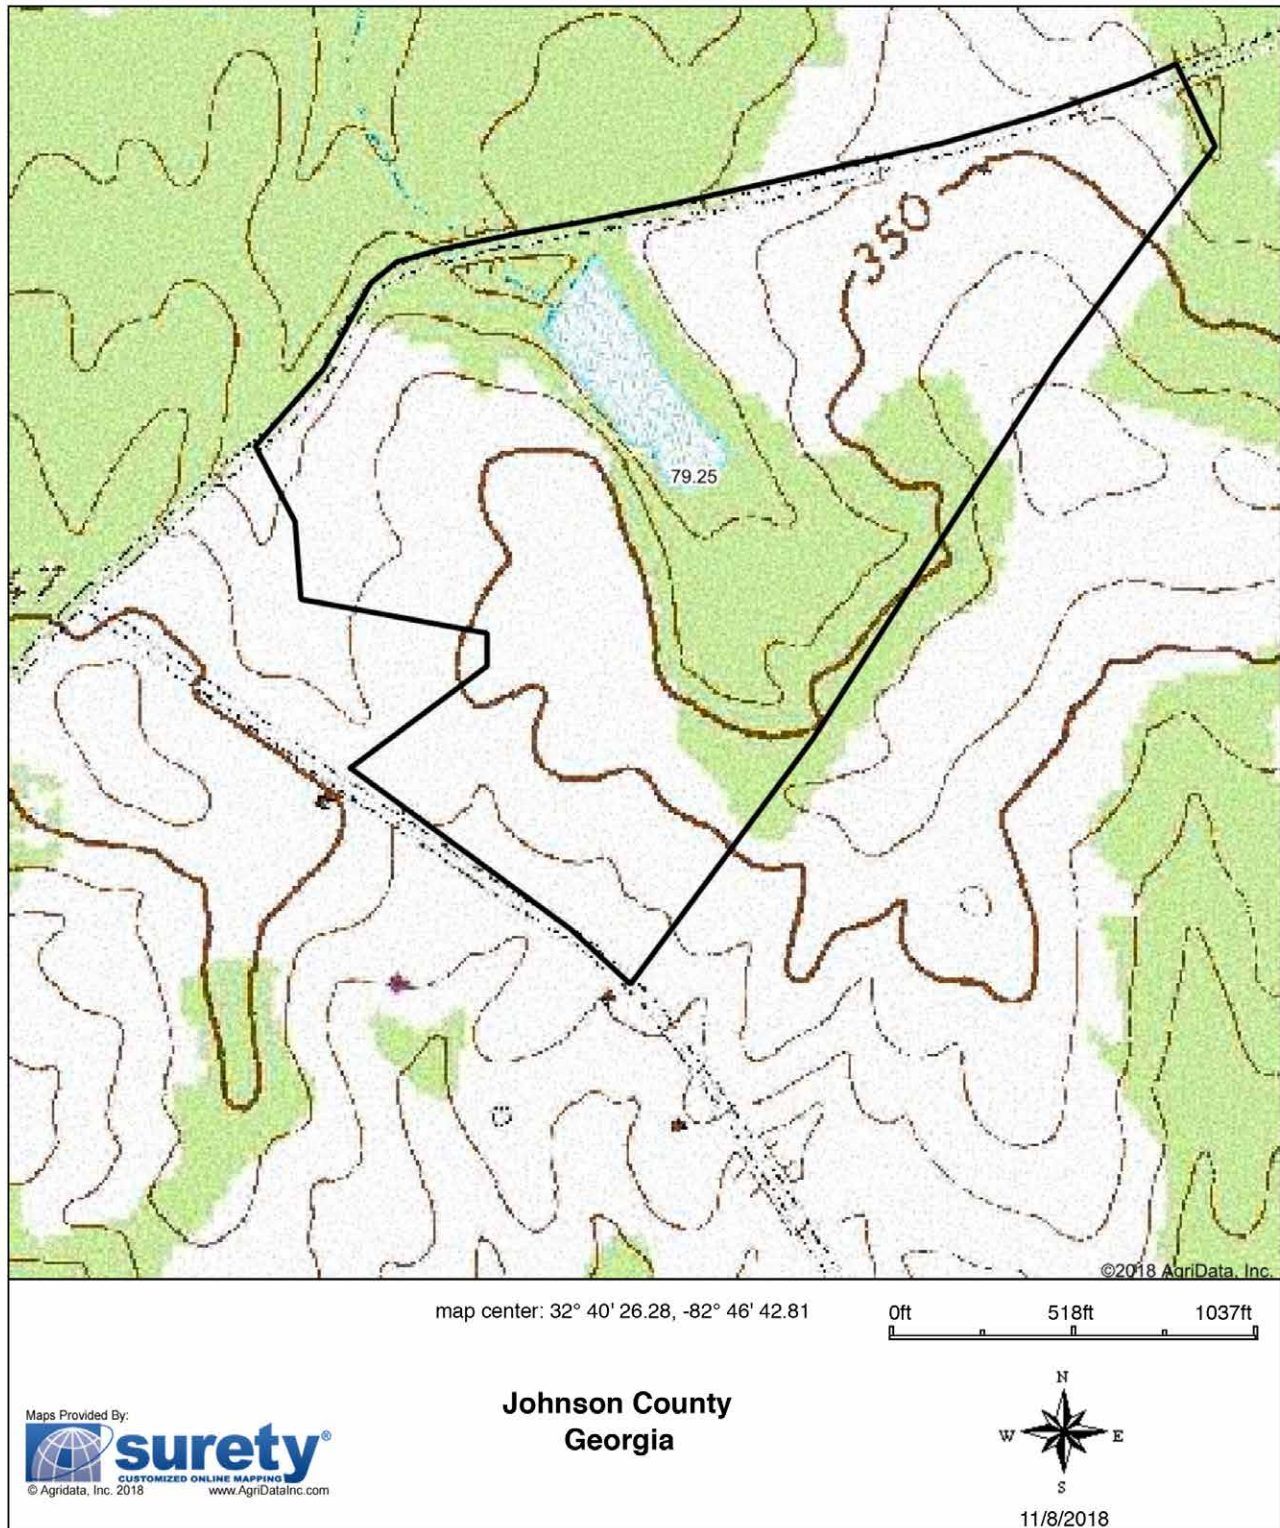 350
79.25
©2018 AgriData, Inc.
map center: 32° 40' 26.28, -82° 46' 42.81
0ft 518ft 1037ft
Johnson County
Georgia
Maps Provided By:
surety®
CUSTOMIZED ONLINE MAPPING
© Agridata, Inc. 2018 www.AgriDataInc.com
N
W E
S
11/8/2018